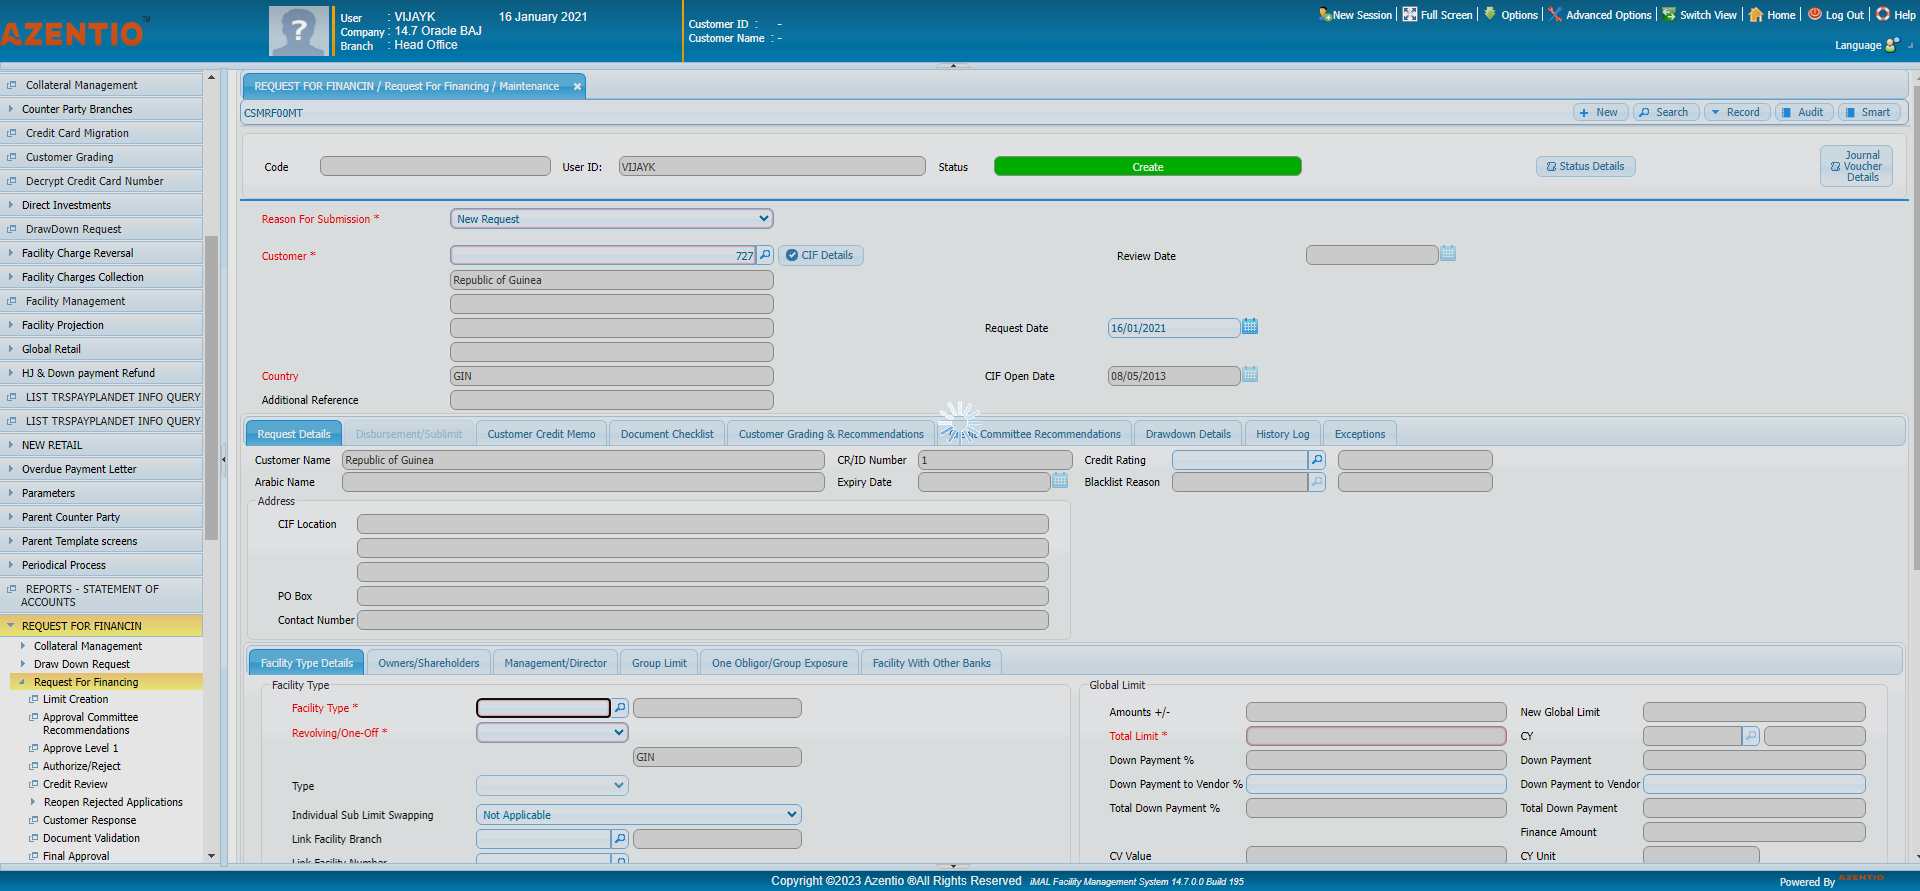 AZENTIO™
User : VIJAYK 16 January 2021
Company : 14.7 Oracle BAJ
Branch : Head Office
Customer ID : -
Customer Name : -
New Session | Full Screen | Options | Advanced Options | Switch View | Home | Log Out | Help
Language
Collateral Management
Counter Party Branches
Credit Card Migration
Customer Grading
Decrypt Credit Card Number
Direct Investments
DrawDown Request
Facility Charge Reversal
Facility Charges Collection
Facility Management
Facility Projection
Global Retail
HJ & Down payment Refund
LIST TRSPAYPLANDET INFO QUERY
LIST TRSPAYPLANDET INFO QUERY
NEW RETAIL
Overdue Payment Letter
Parameters
Parent Counter Party
Parent Template screens
Periodical Process
REPORTS - STATEMENT OF
ACCOUNTS
REQUEST FOR FINANCIN
Collateral Management
Draw Down Request
Request For Financing
Limit Creation
Approval Committee
Recommendations
Approve Level 1
Authorize/Reject
Credit Review
Reopen Rejected Applications
Customer Response
Document Validation
Final Approval
REQUEST FOR FINANCIN / Request For Financing / Maintenance ×
CSMRF00MT
New Search Record Audit Smart
Code User ID: VIJAYK Status Create Status Details
Journal
Voucher
Details
Reason For Submission * New Request
Customer * 727 CIF Details Review Date
Republic of Guinea
Request Date 16/01/2021
Country GIN CIF Open Date 08/05/2013
Additional Reference
Request Details Disbursement/Sublimit Customer Credit Memo Document Checklist Customer Grading & Recommendations Committee Recommendations Drawdown Details History Log Exceptions
Customer Name Republic of Guinea CR/ID Number 1 Credit Rating
Arabic Name Expiry Date Blacklist Reason
Address
CIF Location
PO Box
Contact Number
Facility Type Details Owners/Shareholders Management/Director Group Limit One Obligor/Group Exposure Facility With Other Banks
Facility Type
Facility Type *
Revolving/One-Off *
GIN
Type
Individual Sub Limit Swapping Not Applicable
Link Facility Branch
Link Facility Number
Global Limit
Amounts +/- New Global Limit
Total Limit * CY
Down Payment % Down Payment
Down Payment to Vendor % Down Payment to Vendor
Total Down Payment % Total Down Payment
Finance Amount
CV Value CY Unit
Copyright ©2023 Azentio ®All Rights Reserved iMAL Facility Management System 14.7.0.0 Build 195
Powered By AZENTIO